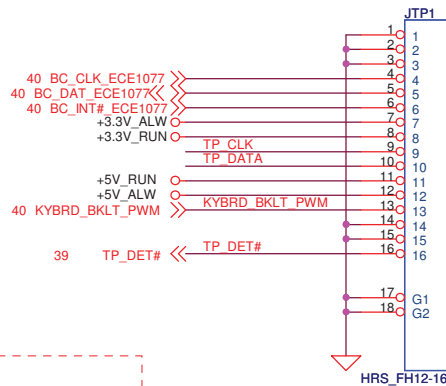 JTP1
1 1
2 2
3 3
40 BC_CLK_ECE1077 4 4
40 BC_DAT_ECE1077 5 5
40 BC_INT#_ECE1077 6 6
+3.3V_ALW 7 7
+3.3V_RUN 8 8
TP_CLK 9 9
TP_DATA 10 10
+5V_RUN 11 11
+5V_ALW 12 12
40 KYBRD_BKLT_PWM KYBRD_BKLT_PWM 13 13
14 14
15 15
39 TP_DET# TP_DET# 16 16
17 G1
18 G2
HRS_FH12-16